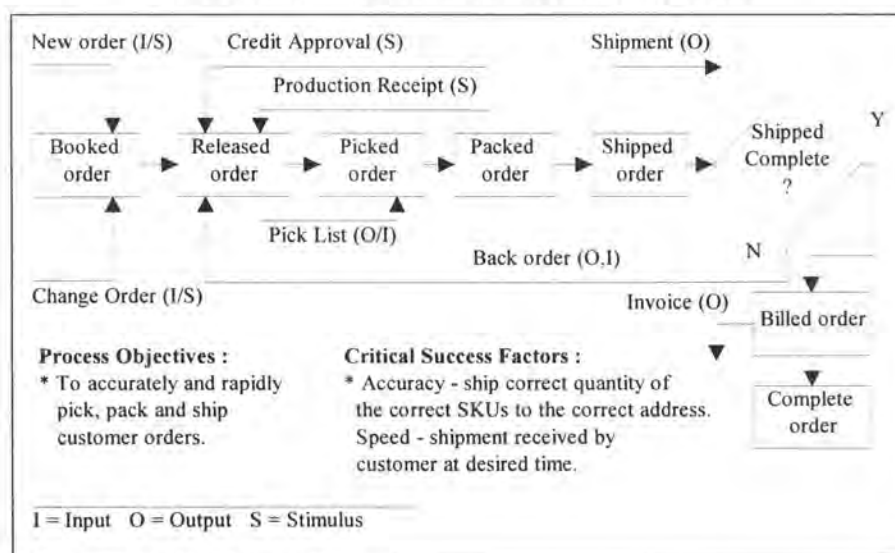 New order (I/S)
Credit Approval (S)
Shipment (O)
Production Receipt (S)
Booked
order
Released
order
Picked
order
Packed
order
Shipped
order
Shipped
Complete
?
Y
Pick List (O/I)
Back order (O,I)
N
Change Order (I/S)
Invoice (O)
Billed order
Process Objectives :
* To accurately and rapidly
pick, pack and ship
customer orders.
Critical Success Factors :
* Accuracy - ship correct quantity of
the correct SKUs to the correct address.
Speed - shipment received by
customer at desired time.
Complete
order
I = Input O = Output S = Stimulus